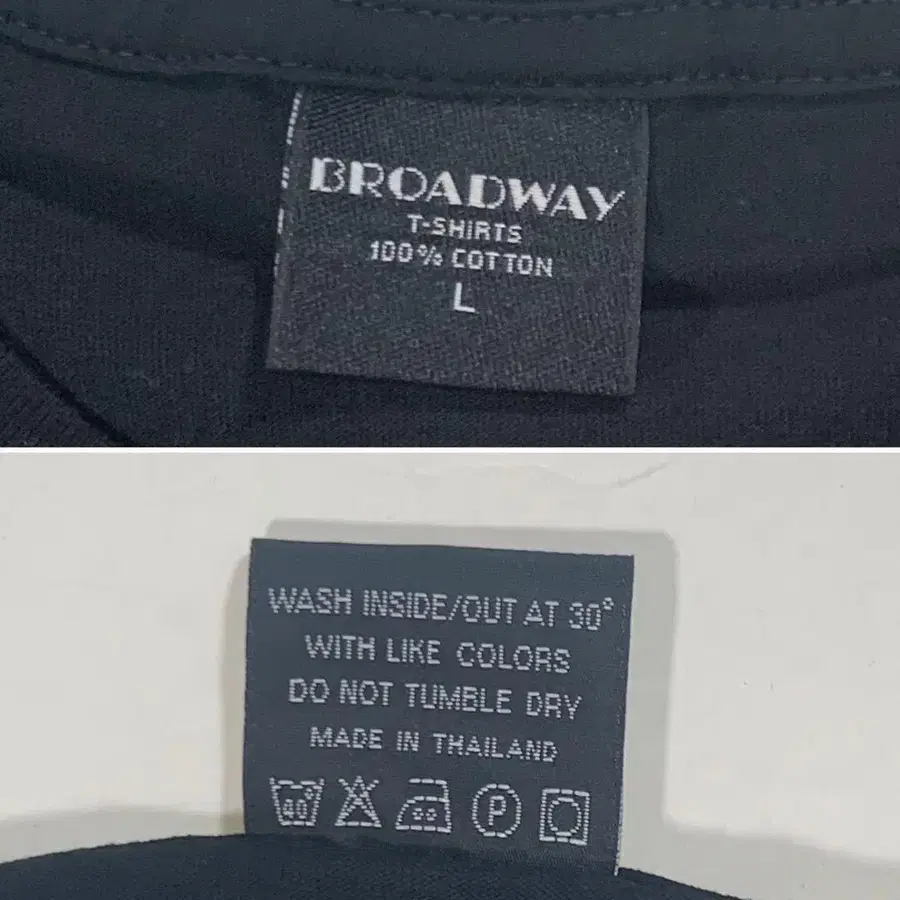 BROADWAY
T-SHIRTS
100% COTTON
L
WASH INSIDE/OUT AT 30°
WITH LIKE COLORS
DO NOT TUMBLE DRY
MADE IN THAILAND
40° P